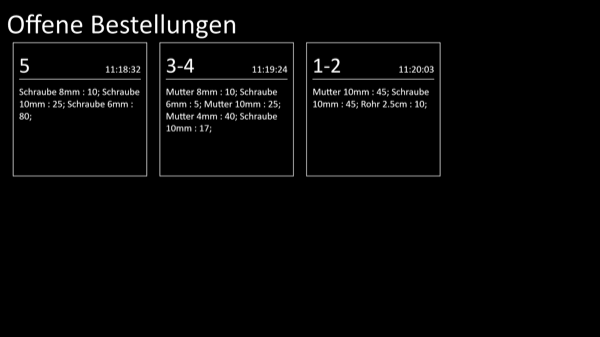 Offene Bestellungen
5 11:18:32
Schraube 8mm : 10; Schraube
10mm : 25; Schraube 6mm :
80;
3-4 11:19:24
Mutter 8mm : 10; Schraube
6mm : 5; Mutter 10mm : 25;
Mutter 4mm : 40; Schraube
10mm : 17;
1-2 11:20:03
Mutter 10mm : 45; Schraube
10mm : 45; Rohr 2.5cm : 10;